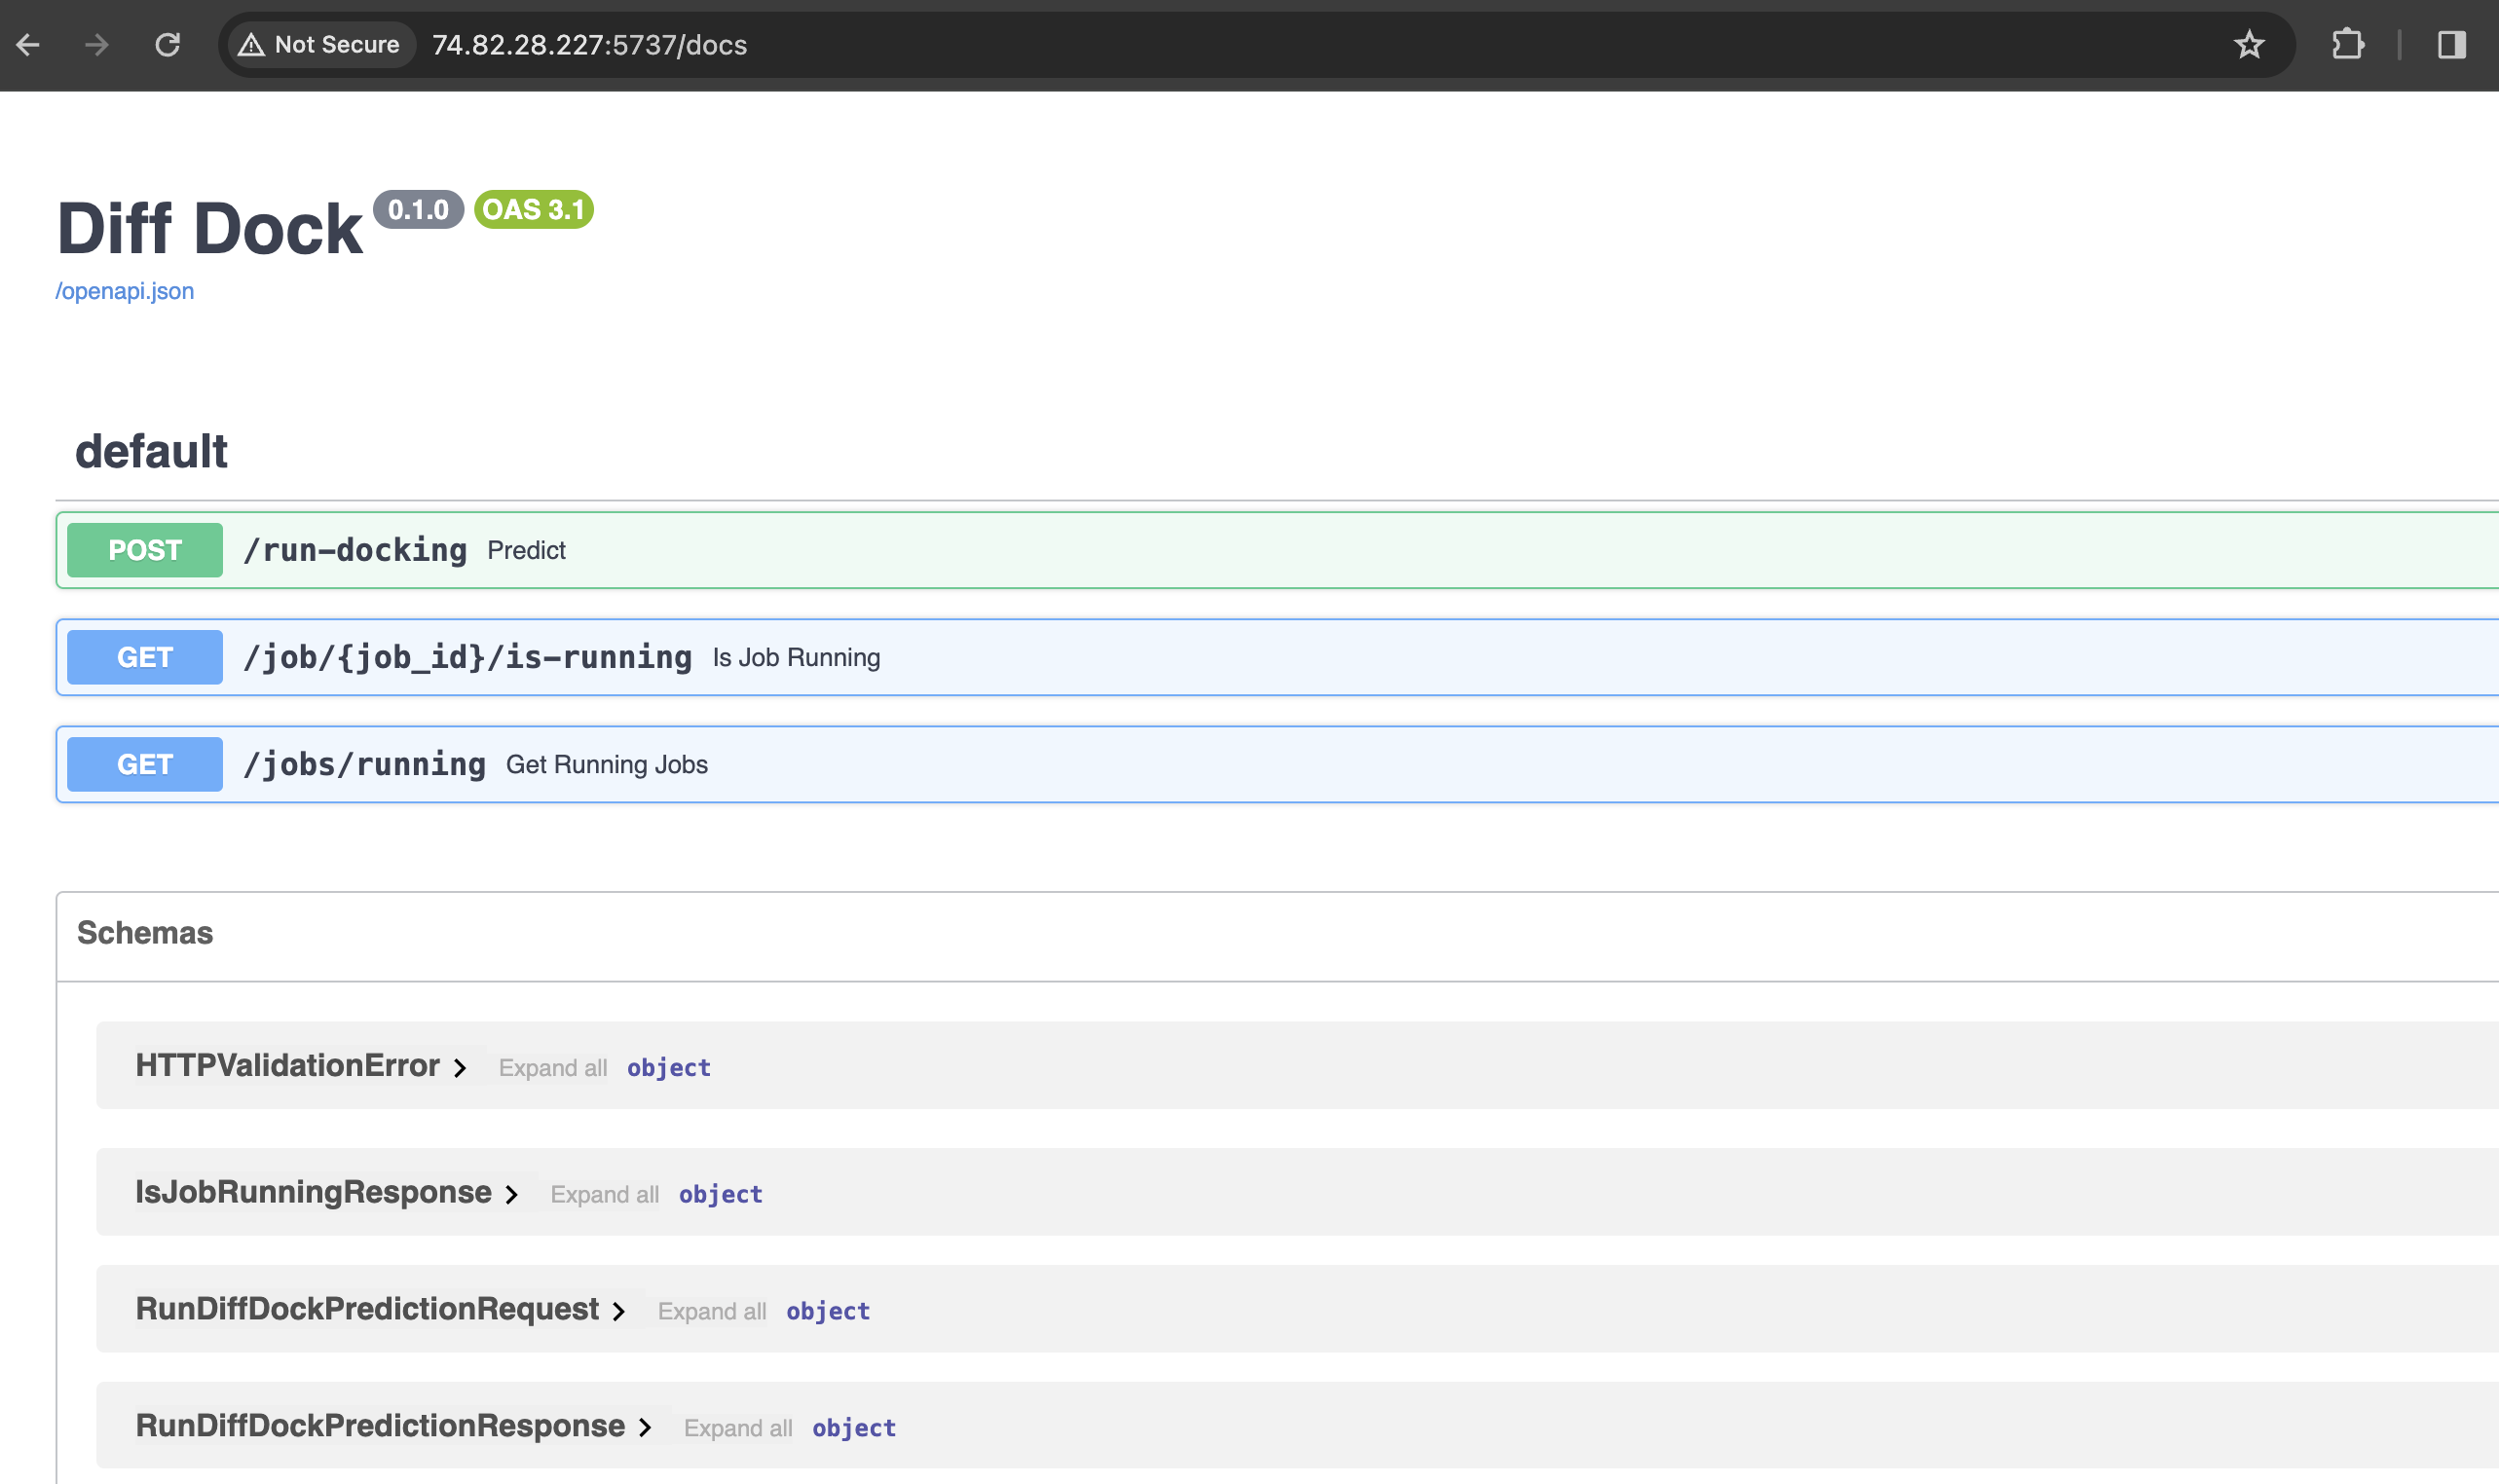 Not Secure 74.82.28.227:5737/docs
Diff Dock 0.1.0 OAS 3.1
/openapi.json
default
POST /run-docking Predict
GET /job/{job_id}/is-running Is Job Running
GET /jobs/running Get Running Jobs
Schemas
HTTPValidationError Expand all object
IsJobRunningResponse Expand all object
RunDiffDockPredictionRequest Expand all object
RunDiffDockPredictionResponse Expand all object